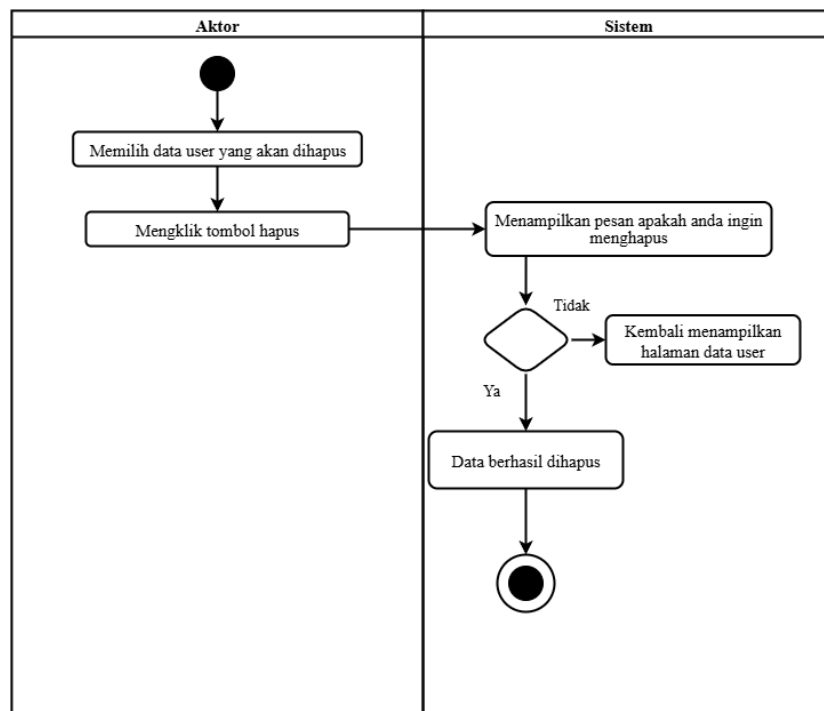 Aktor
Sistem
Memilih data user yang akan dihapus
Mengklik tombol hapus
Menampilkan pesan apakah anda ingin
menghapus
Tidak
Kembali menampilkan
halaman data user
Ya
Data berhasil dihapus